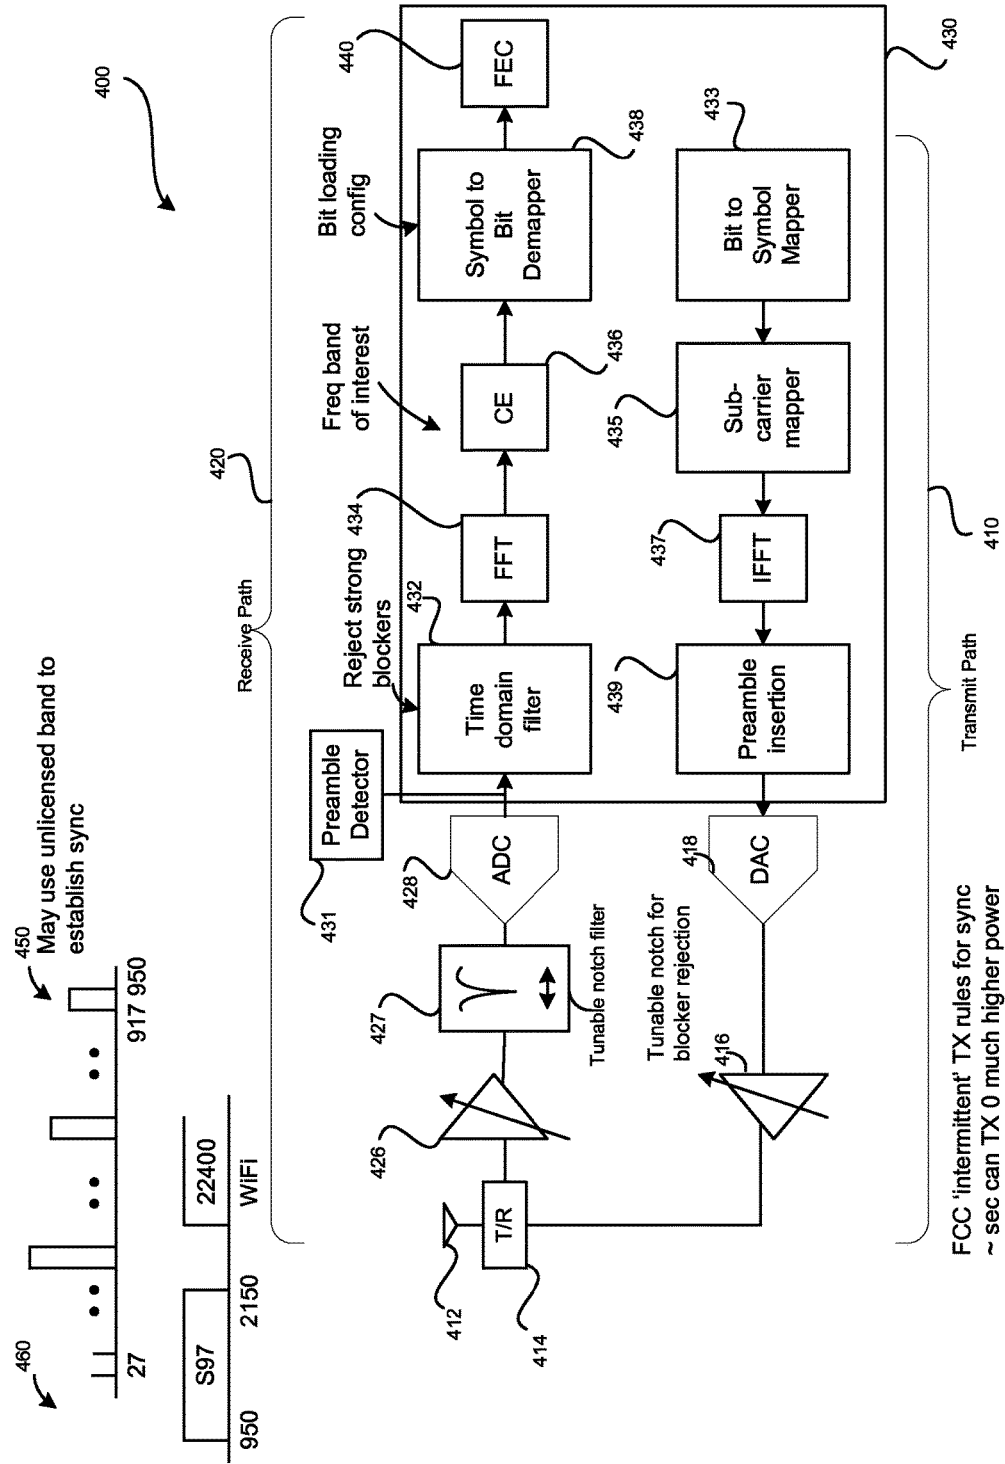 400
460
27
917 950
450
May use unlicensed band to
establish sync
950
S97
2150
22400
WiFi
420
Receive Path
412
T/R
414
426
427
Tunable notch filter
428
ADC
431
Preamble
Detector
Reject strong
blockers
432
Time
domain
filter
434
FFT
Freq band
of interest
CE
436
Bit loading
config
Symbol to
Bit
Demapper
438
440
FEC
430
Tunable notch for
blocker rejection
416
418
DAC
439
Preamble
insertion
437
IFFT
435
Sub-
carrier
mapper
433
Bit to
Symbol
Mapper
410
Transmit Path
FCC ‘intermittent’ TX rules for sync
~ sec can TX 0 much higher power